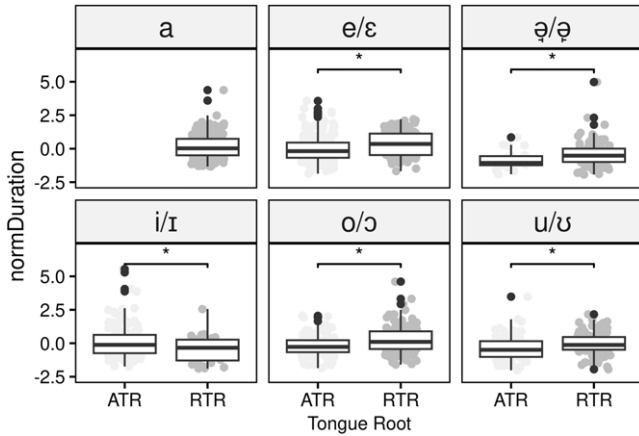 a
e/ɛ
ə̘/ə̙
*
*
5.0
2.5
0.0
-2.5
normDuration
i/ɪ
o/ɔ
u/ʊ
*
*
*
5.0
2.5
0.0
-2.5
ATR RTR
ATR RTR
ATR RTR
Tongue Root